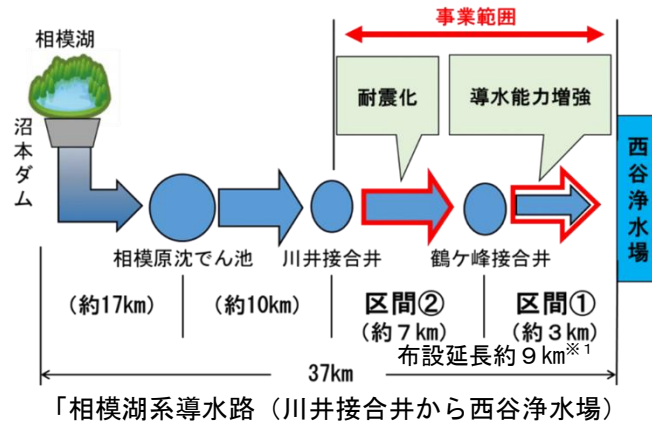 事業範囲
相模湖
沼本ダム
耐震化
導水能力増強
西谷浄水場
相模原沈でん池
川井接合井
鶴ケ峰接合井
(約17km)
(約10km)
区間②
(約7km)
区間①
(約3km)
布設延長約9km※1
37km
「相模湖系導水路（川井接合井から西谷浄水場）